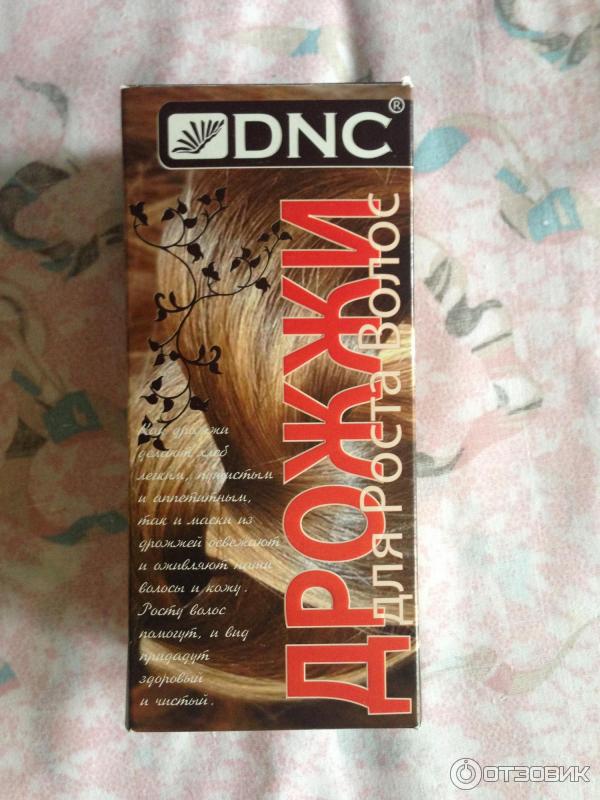 DNC®
ДРОЖЖИ
для Роста Волос
Как дрожжи
делают хлеб
легким, пушистым
и аппетитным,
так и маски из
дрожжей освежают
и оживляют наши
волосы и кожу.
Росту волос
помогут, и вид
придадут
здоровый
и чистый.
ОТЗОВИК